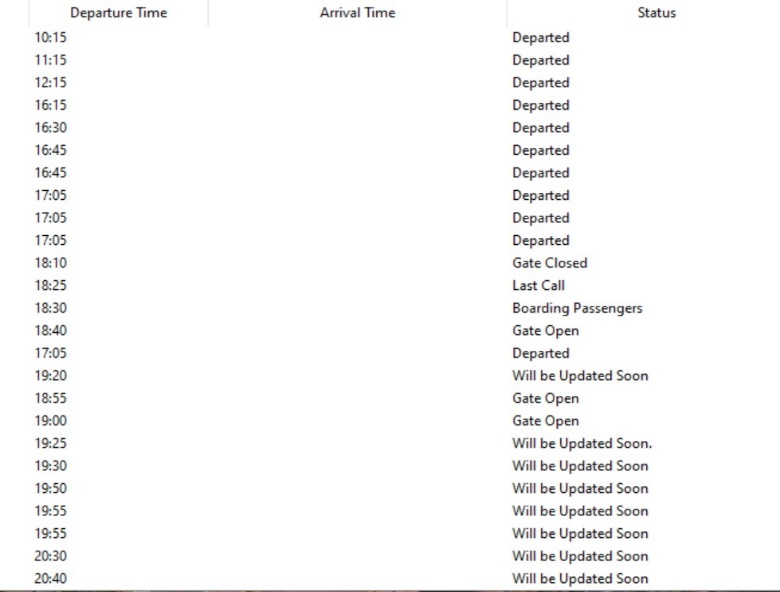 Departure Time Arrival Time Status
10:15 Departed
11:15 Departed
12:15 Departed
16:15 Departed
16:30 Departed
16:45 Departed
16:45 Departed
17:05 Departed
17:05 Departed
17:05 Departed
18:10 Gate Closed
18:25 Last Call
18:30 Boarding Passengers
18:40 Gate Open
17:05 Departed
19:20 Will be Updated Soon
18:55 Gate Open
19:00 Gate Open
19:25 Will be Updated Soon.
19:30 Will be Updated Soon
19:50 Will be Updated Soon
19:55 Will be Updated Soon
19:55 Will be Updated Soon
20:30 Will be Updated Soon
20:40 Will be Updated Soon